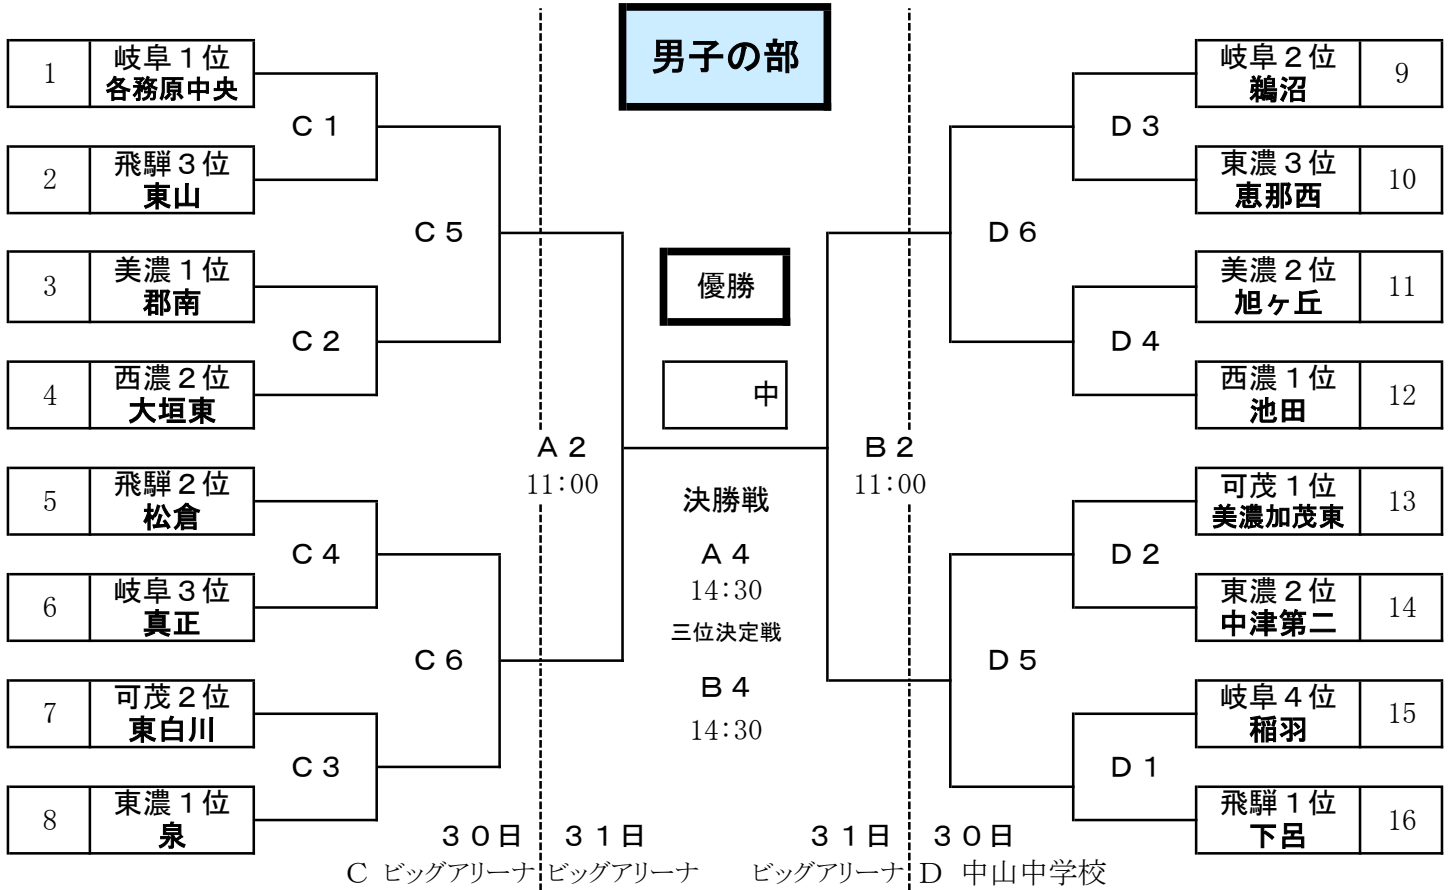 男子の部
1
岐阜１位
各務原中央
2
飛騨３位
東山
3
美濃１位
郡南
4
西濃２位
大垣東
5
飛騨２位
松倉
6
岐阜３位
真正
7
可茂２位
東白川
8
東濃１位
泉
Ｃ１
Ｃ２
Ｃ４
Ｃ３
Ｃ５
Ｃ６
Ａ２
11：00
優勝
中
決勝戦
Ａ４
14：30
三位決定戦
Ｂ４
14：30
Ｂ２
11：00
Ｄ６
Ｄ５
Ｄ３
Ｄ４
Ｄ２
Ｄ１
岐阜２位
鵜沼
9
東濃３位
恵那西
10
美濃２位
旭ヶ丘
11
西濃１位
池田
12
可茂１位
美濃加茂東
13
東濃２位
中津第二
14
岐阜４位
稲羽
15
飛騨１位
下呂
16
３０日 ３１日 ３１日 ３０日
Ｃ ビッグアリーナ ビッグアリーナ ビッグアリーナ Ｄ 中山中学校